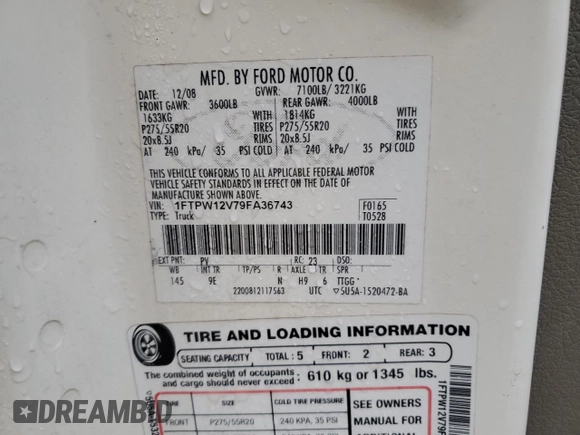 MFD. BY FORD MOTOR CO.
DATE: 12/08 GVWR: 7100LB/ 3221KG
FRONT GAWR: 3600LB REAR GAWR: 4000LB
1633KG WITH 1814KG WITH
P275/55R20 TIRES P275/55R20 TIRES
20x8.5J RIMS 20x8.5J RIMS
AT 240 kPa/ 35 PSI COLD AT 240 kPa/ 35 PSI COLD
THIS VEHICLE CONFORMS TO ALL APPLICABLE FEDERAL MOTOR
VEHICLE SAFETY STANDARDS IN EFFECT ON THE DATE OF
MANUFACTURE SHOWN ABOVE.
VIN: 1FTPW12V79FA36743 F0165
TYPE: Truck T0528
EXT PNT: PV RC: 23 DSO:
WB INT TR TP/PS R AXLE TR SPR
145 9E N H9 6 TTGG
2200812117563 UTC 5U5A-1520472-BA
TIRE AND LOADING INFORMATION
SEATING CAPACITY TOTAL: 5 FRONT: 2 REAR: 3
The combined weight of occupants
and cargo should never exceed: 610 kg or 1345 lbs.
SIZE COLD TIRE PRESSURE SEE OWNERS
FRONT P275/55R20 240 KPA, 35 PSI MANUAL FOR
DREAMBID